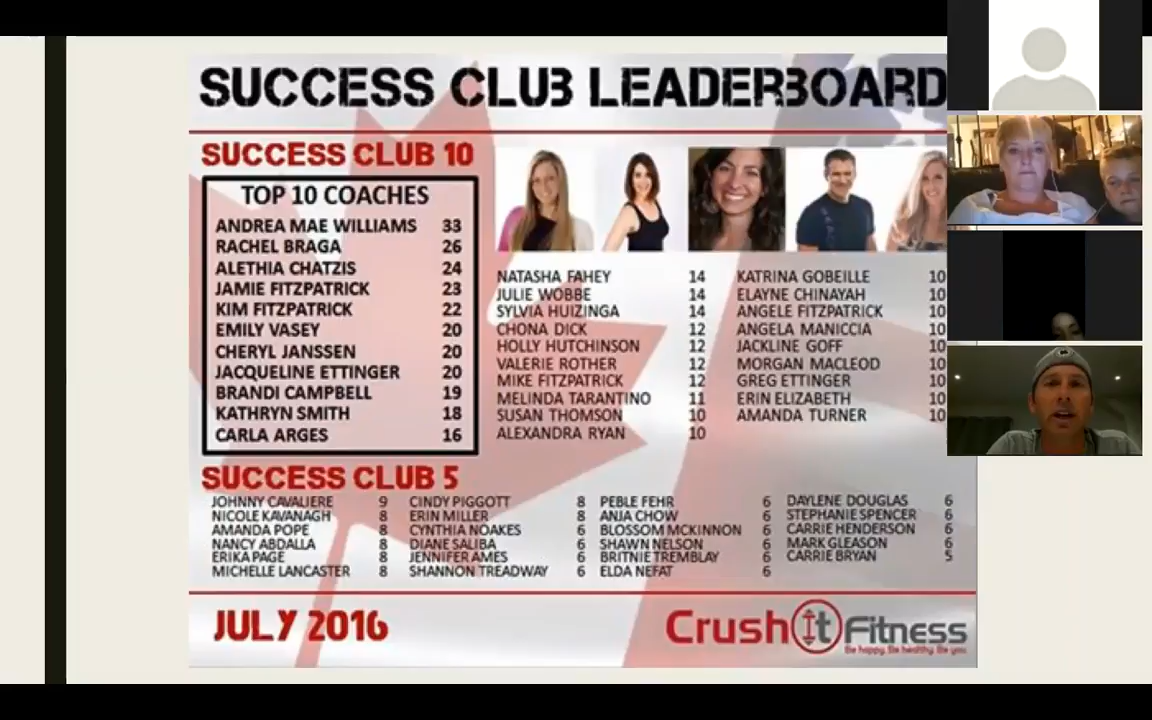 SUCCESS CLUB LEADERBOARD
SUCCESS CLUB 10
TOP 10 COACHES
ANDREA MAE WILLIAMS 33
RACHEL BRAGA 26
ALETHIA CHATZIS 24
JAMIE FITZPATRICK 23
KIM FITZPATRICK 22
EMILY VASEY 20
CHERYL JANSSEN 20
JACQUELINE ETTINGER 20
BRANDI CAMPBELL 19
KATHRYN SMITH 18
CARLA ARGES 16
NATASHA FAHEY 14
JULIE WOBBE 14
SYLVIA HUIZINGA 14
CHONA DICK 12
HOLLY HUTCHINSON 12
VALERIE ROTHER 12
MIKE FITZPATRICK 12
MELINDA TARANTINO 11
SUSAN THOMSON 10
ALEXANDRA RYAN 10
KATRINA GOBEILLE 10
ELAYNE CHINAYAH 10
ANGELE FITZPATRICK 10
ANGELA MANICCIA 10
JACKLINE GOFF 10
MORGAN MACLEOD 10
GREG ETTINGER 10
ERIN ELIZABETH 10
AMANDA TURNER 10
SUCCESS CLUB 5
JOHNNY CAVALIERE 9
NICOLE KAVANAGH 8
AMANDA POPE 8
NANCY ABDALLA 8
ERIKA PAGE 8
MICHELLE LANCASTER 8
CINDY PIGGOTT 8
ERIN MILLER 8
CYNTHIA NOAKES 6
DIANE SALIBA 6
JENNIFER AMES 6
SHANNON TREADWAY 6
PEBLE FEHR 6
ANJA CHOW 6
BLOSSOM MCKINNON 6
SHAWN NELSON 6
BRITNIE TREMBLAY 6
ELDA NEFAT 6
DAYLENE DOUGLAS 6
STEPHANIE SPENCER 6
CARRIE HENDERSON 6
MARK GLEASON 6
CARRIE BRYAN 5
JULY 2016
Crush It Fitness
Be happy. Be healthy. Be you.